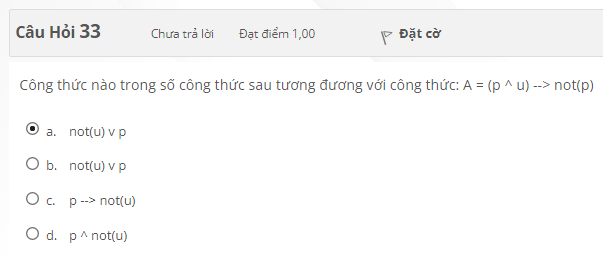 Câu Hỏi 33 Chưa trả lời Đạt điểm 1,00 Đặt cờ
Công thức nào trong số công thức sau tương đương với công thức: A = (p ^ u) --> not(p)
a. not(u) v p
b. not(u) v p
c. p --> not(u)
d. p ^ not(u)